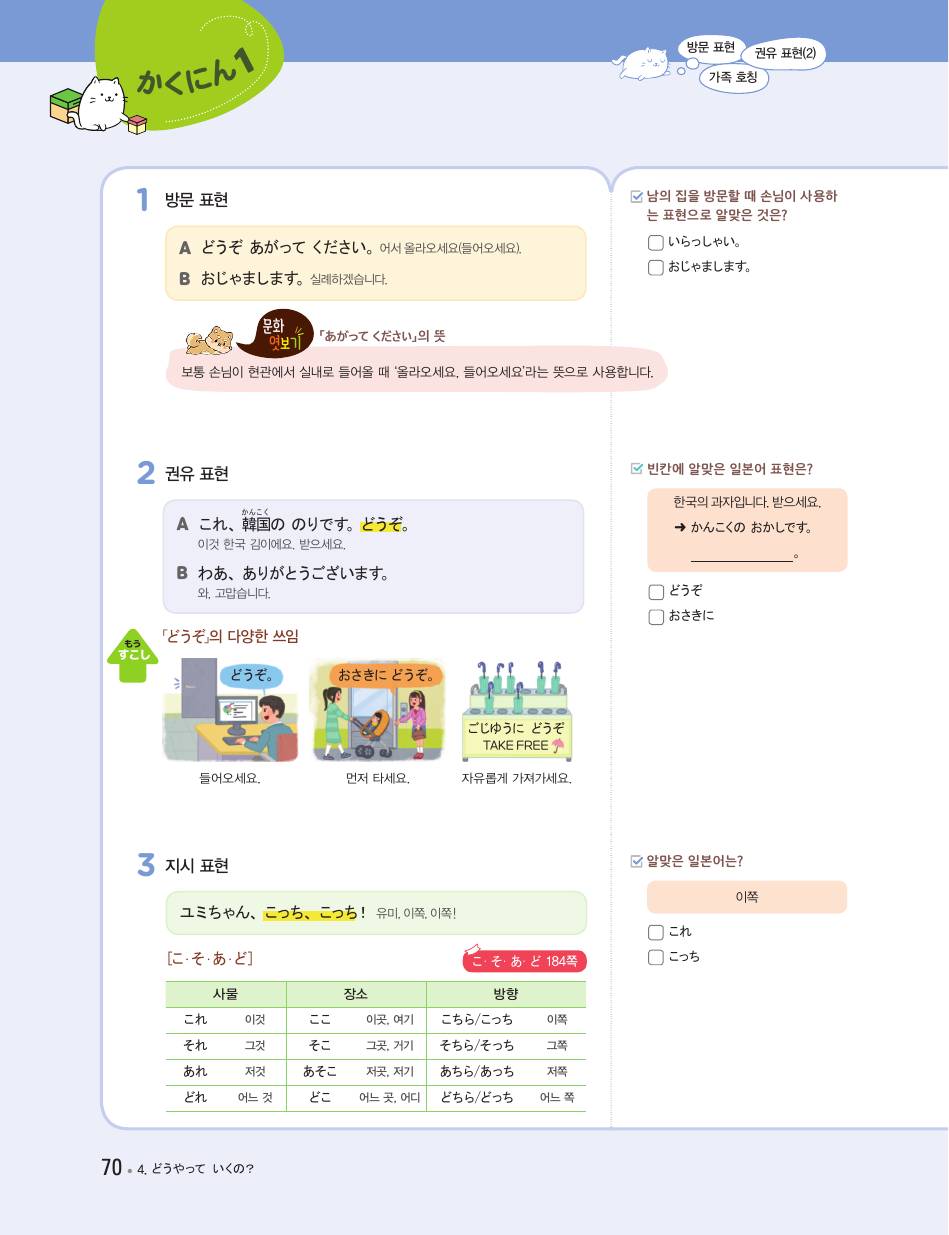 かくにん1
방문 표현
권유 표현(2)
가족 호칭
1 방문 표현
A どうぞ あがって ください。 어서 올라오세요(들어오세요).
B おじゃまします。 실례하겠습니다.
문화
엿보기
「あがって ください」의 뜻
보통 손님이 현관에서 실내로 들어올 때 ‘올라오세요, 들어오세요’라는 뜻으로 사용합니다.
남의 집을 방문할 때 손님이 사용하
는 표현으로 알맞은 것은?
いらっしゃい。
おじゃまします。
2 권유 표현
かんこく
A これ、韓国の のりです。どうぞ。
이것 한국 김이에요. 받으세요.
B わあ、ありがとうございます。
와, 고맙습니다.
빈칸에 알맞은 일본어 표현은?
한국의 과자입니다. 받으세요.
➜ かんこくの おかしです。
。
どうぞ
おさきに
もう
すこし
「どうぞ」의 다양한 쓰임
どうぞ。
おさきに どうぞ。
ごじゆうに どうぞ
TAKE FREE
들어오세요.
먼저 타세요.
자유롭게 가져가세요.
3 지시 표현
ユミちゃん、こっち、こっち! 유미, 이쪽, 이쪽!
[こ·そ·あ·ど]
こ·そ·あ·ど 184쪽
사물 장소 방향
これ 이것 ここ 이곳, 여기 こちら/こっち 이쪽
それ 그것 そこ 그곳, 거기 そちら/そっち 그쪽
あれ 저것 あそこ 저곳, 저기 あちら/あっち 저쪽
どれ 어느 것 どこ 어느 곳, 어디 どちら/どっち 어느 쪽
알맞은 일본어는?
이쪽
これ
こっち
70 • 4. どうやって いくの?